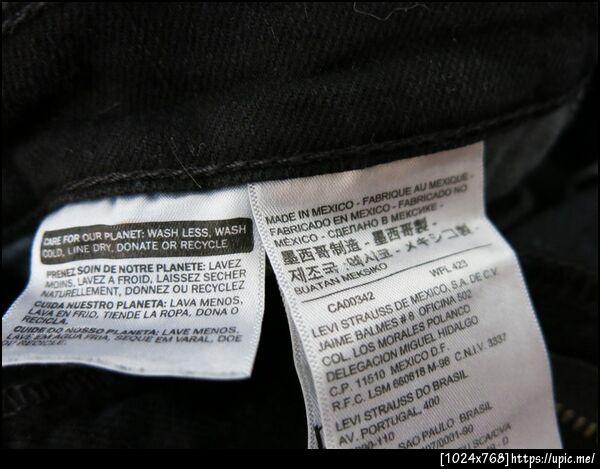 CARE FOR OUR PLANET: WASH LESS, WASH
COLD, LINE DRY, DONATE OR RECYCLE
PRENEZ SOIN DE NOTRE PLANETE: LAVEZ
MOINS, LAVEZ A FROID, LAISSEZ SECHER
NATURELLEMENT, DONNEZ OU RECYCLEZ
CUIDA NUESTRO PLANETA: LAVA MENOS,
LAVA EN FRIO, TIENDE LA ROPA, DONA O
RECICLA.
CUIDE DO NOSSO PLANETA: LAVE MENOS,
LAVE EM AGUA FRIA, SEQUE EM VARAL, DOE
OU RECICLE.
MADE IN MEXICO - FABRIQUE AU MEXIQUE -
FABRICADO EN MEXICO - FABRICADO NO
MÉXICO - СДЕЛАНО В МЕКСИКЕ -
墨西哥制造 - 墨西哥製 -
제조국 :멕시코 - メキシコ製 -
BUATAN MEKSIKO
CA00342 WPL 423
LEVI STRAUSS DE MEXICO, S.A. DE C.V.
JAIME BALMES # 8 OFICINA 502
COL. LOS MORALES POLANCO
DELEGACION MIGUEL HIDALGO
C.P. 11510 MEXICO D.F.
R.F.C. LSM 660618 M-96 C.N.I.V. 3337
LEVI STRAUSS DO BRASIL
AV. PORTUGAL, 400
SAO PAULO BRASIL
[1024x768]https://upic.me/